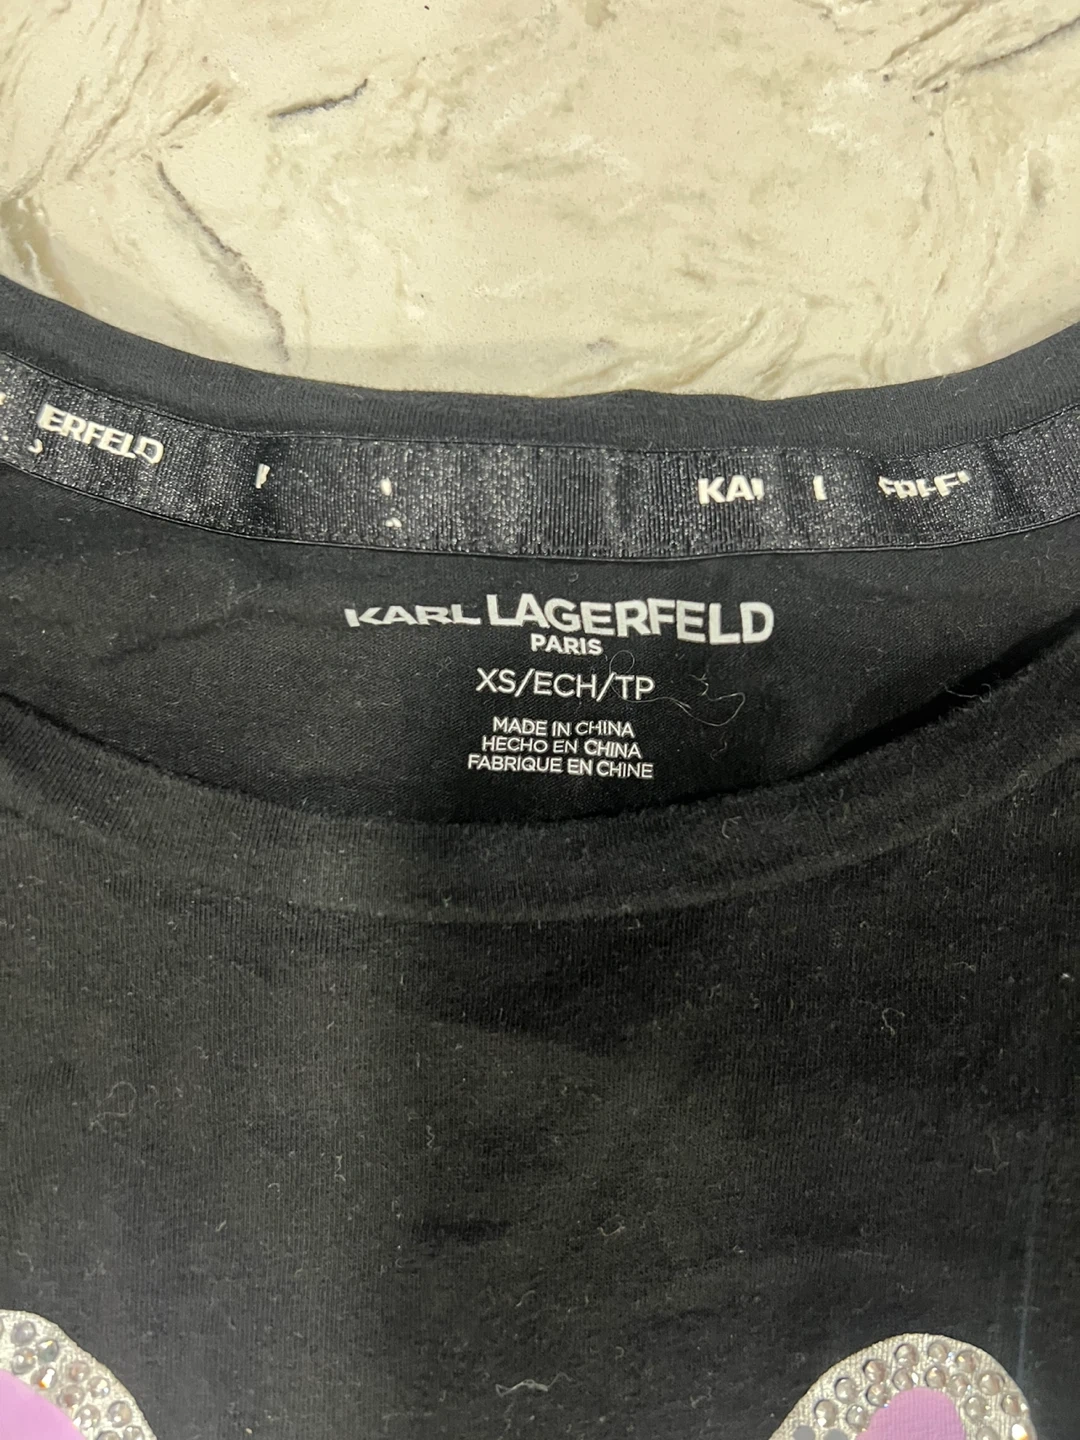 ERFELD
KARL LAGERFELD
PARIS
XS/ECH/TP
MADE IN CHINA
HECHO EN CHINA
FABRIQUE EN CHINE